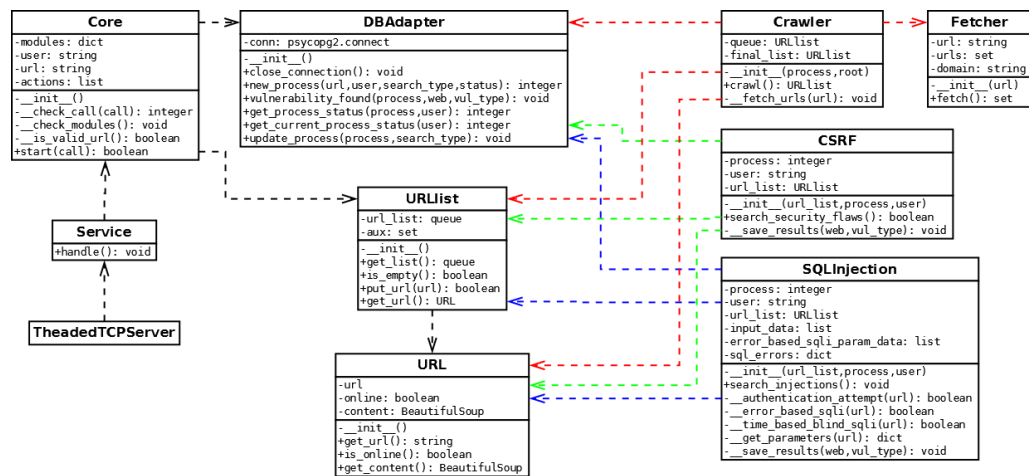 Core
-modules: dict
-user: string
-url: string
-actions: list
-__init__()
-__check_call(call): integer
-__check_modules(): void
-__is_valid_url(): boolean
+start(call): boolean
Service
+handle(): void
TheadedTCPServer
DBAdapter
-conn: psycopg2.connect
-__init__()
+close_connection(): void
+new_process(url,user,search_type,status): integer
+vulnerability_found(process,web,vul_type): void
+get_process_status(process,user): integer
+get_current_process_status(user): integer
+update_process(process,search_type): void
URLlist
-url_list: queue
-aux: set
-__init__()
+get_list(): queue
+is_empty(): boolean
+put_url(url): boolean
+get_url(): URL
URL
-url
-online: boolean
-content: BeautifulSoup
-__init__()
+get_url(): string
+is_online(): boolean
+get_content(): BeautifulSoup
Crawler
-queue: URLlist
-final_list: URLlist
-__init__(process,root)
+crawl(): URLlist
-__fetch_urls(url): void
Fetcher
-url: string
-urls: set
-domain: string
-__init__(url)
+fetch(): set
CSRF
-process: integer
-user: string
-url_list: URLlist
-__init__(url_list,process,user)
+search_security_flaws(): boolean
-__save_results(web,vul_type): void
SQLInjection
-process: integer
-user: string
-url_list: URLlist
-input_data: list
-error_based_sqli_param_data: list
-sql_errors: dict
-__init__(url_list,process,user)
+search_injections(): void
-__authentication_attempt(url): boolean
-__error_based_sqli(url): boolean
-__time_based_blind_sqli(url): boolean
-__get_parameters(url): dict
-__save_results(web,vul_type): void